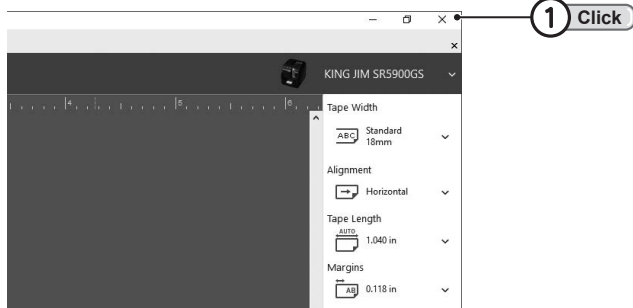 1 Click
KING JIM SR5900GS
4 5 6
Tape Width
ABC Standard
18mm
Alignment
Horizontal
Tape Length
AUTO
1.040 in
Margins
AB 0.118 in